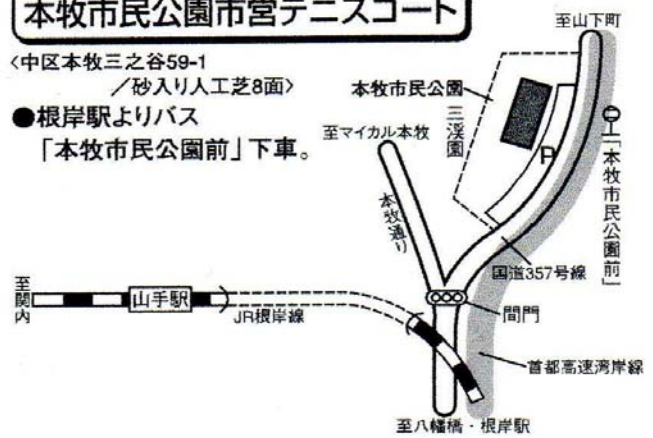 本牧市民公園市営テニスコート
〈中区本牧三之谷59-1
／砂入り人工芝8面〉
●根岸駅よりバス
「本牧市民公園前」下車。
至山下町
本牧市民公園
三渓園
至マイカル本牧
P
「本牧市民公園前」
本牧通り
国道357号線
至関内
山手駅
JR根岸線
間門
首都高速湾岸線
至八幡橋・根岸駅